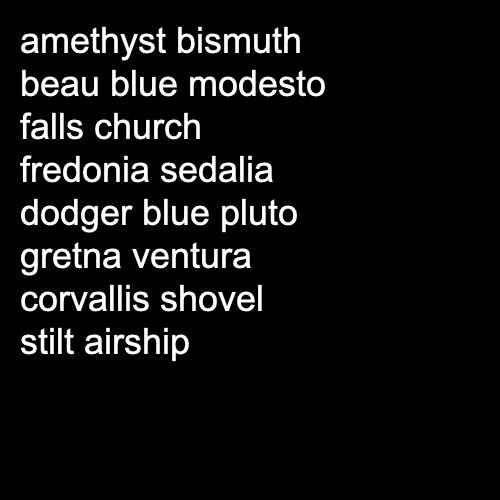 amethyst bismuth
beau blue modesto
falls church
fredonia sedalia
dodger blue pluto
gretna ventura
corvallis shovel
stilt airship